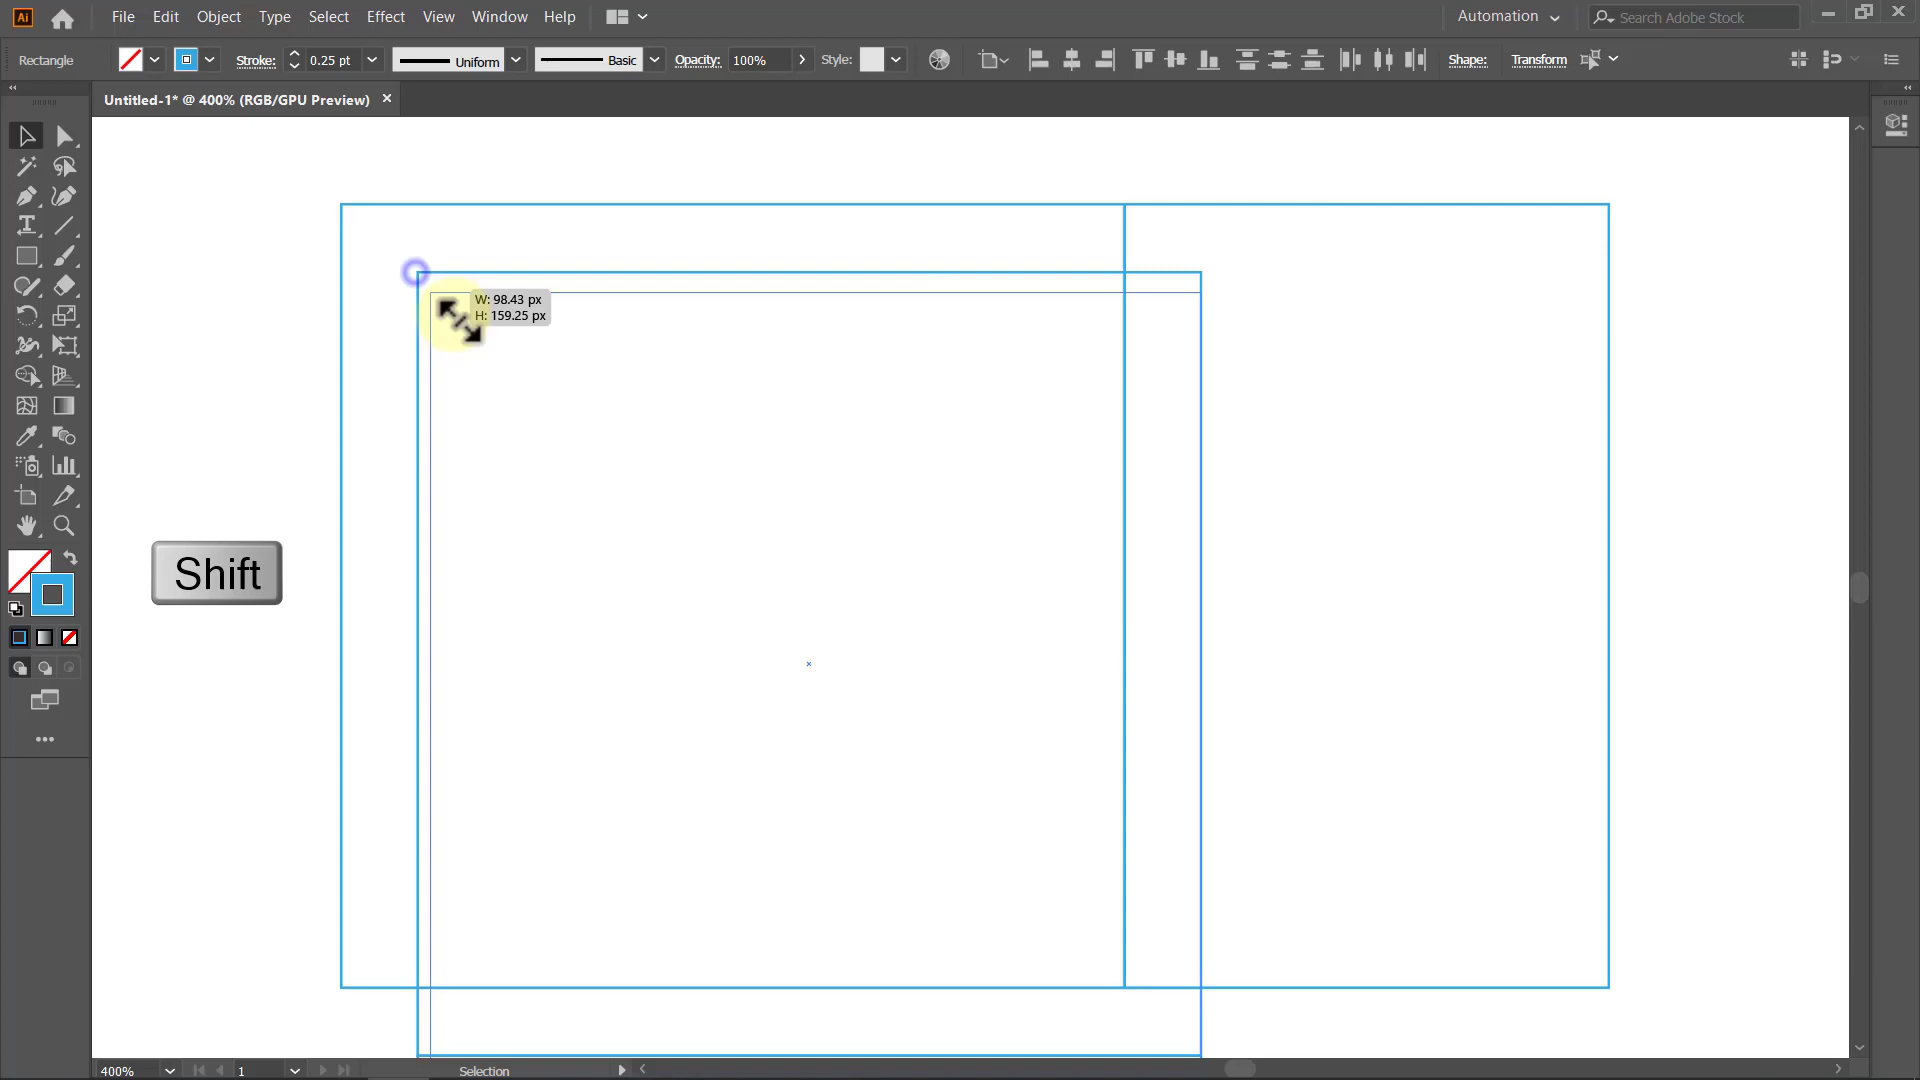 Ai File Edit Object Type Select Effect View Window Help Automation Search Adobe Stock
Rectangle Stroke: 0.25 pt Uniform Basic Opacity: 100% Style: Shape: Transform
Untitled-1* @ 400% (RGB/GPU Preview)
W: 98.43 px
H: 159.25 px
Shift
400% 1 Selection